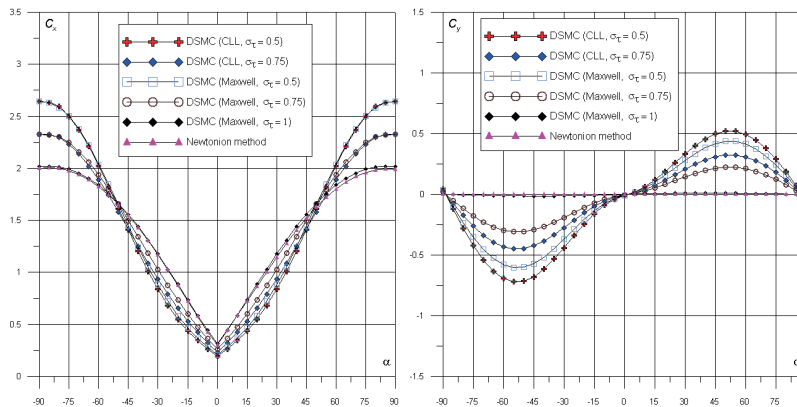 3.5
Cx
DSMC (CLL, στ = 0.5)
DSMC (CLL, στ = 0.75)
DSMC (Maxwell, στ = 0.5)
DSMC (Maxwell, στ = 0.75)
DSMC (Maxwell, στ = 1)
Newtonion method
3
2.5
2
1.5
1
0.5
0
α
-90 -75 -60 -45 -30 -15 0 15 30 45 60 75 90
1.5
Cy
DSMC (CLL, στ = 0.5)
DSMC (CLL, στ = 0.75)
DSMC (Maxwell, στ = 0.5)
DSMC (Maxwell, στ = 0.75)
DSMC (Maxwell, στ = 1)
Newtonion method
1
0.5
0
-0.5
-1
-1.5
-90 -75 -60 -45 -30 -15 0 15 30 45 60 75